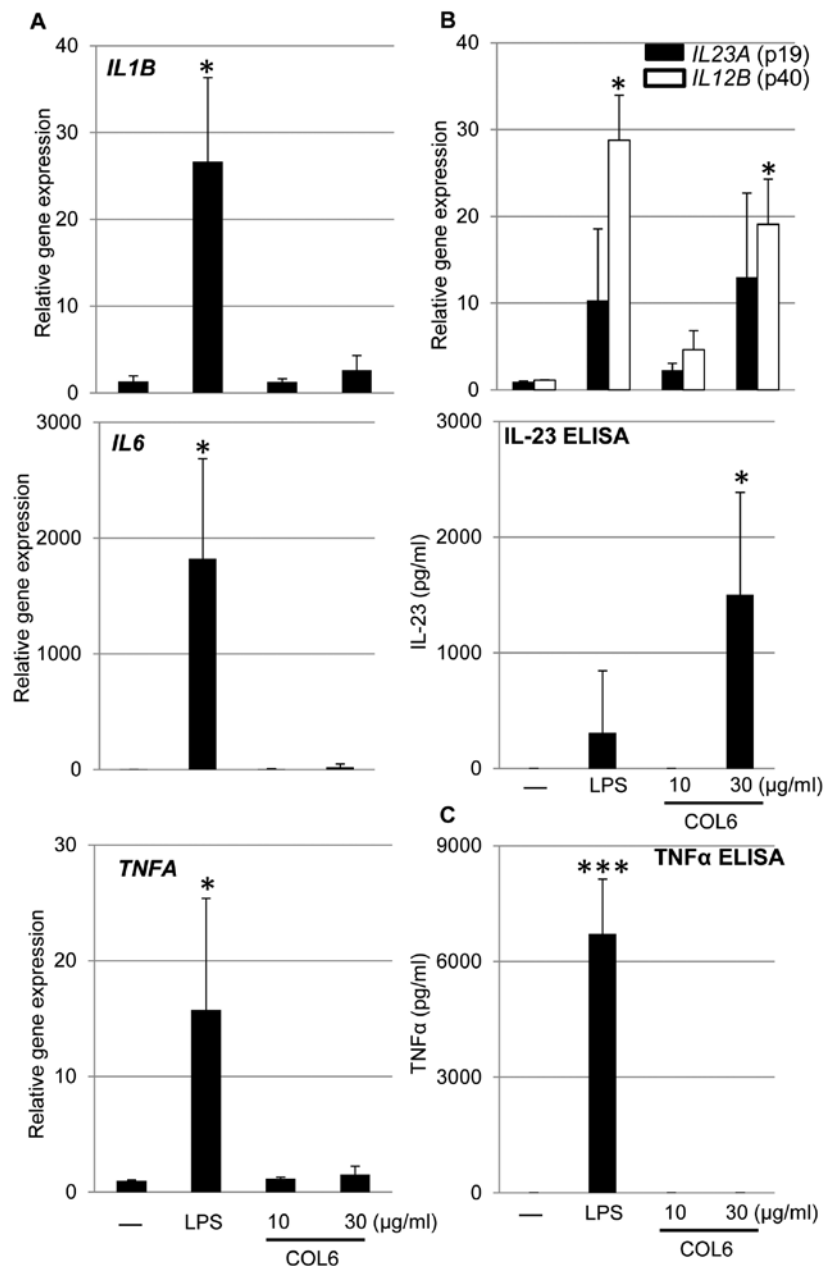 A
IL1B
*
40
30
20
10
0
Relative gene expression
IL6
*
3000
2000
1000
0
Relative gene expression
TNFA
*
30
20
10
0
Relative gene expression
— LPS 10 30 (µg/ml)
COL6
B
IL23A (p19)
IL12B (p40)
*
*
40
30
20
10
0
Relative gene expression
IL-23 ELISA
*
3000
2000
1000
0
IL-23 (pg/ml)
— LPS 10 30 (µg/ml)
COL6
C
TNFα ELISA
***
9000
6000
3000
0
TNFα (pg/ml)
— LPS 10 30 (µg/ml)
COL6